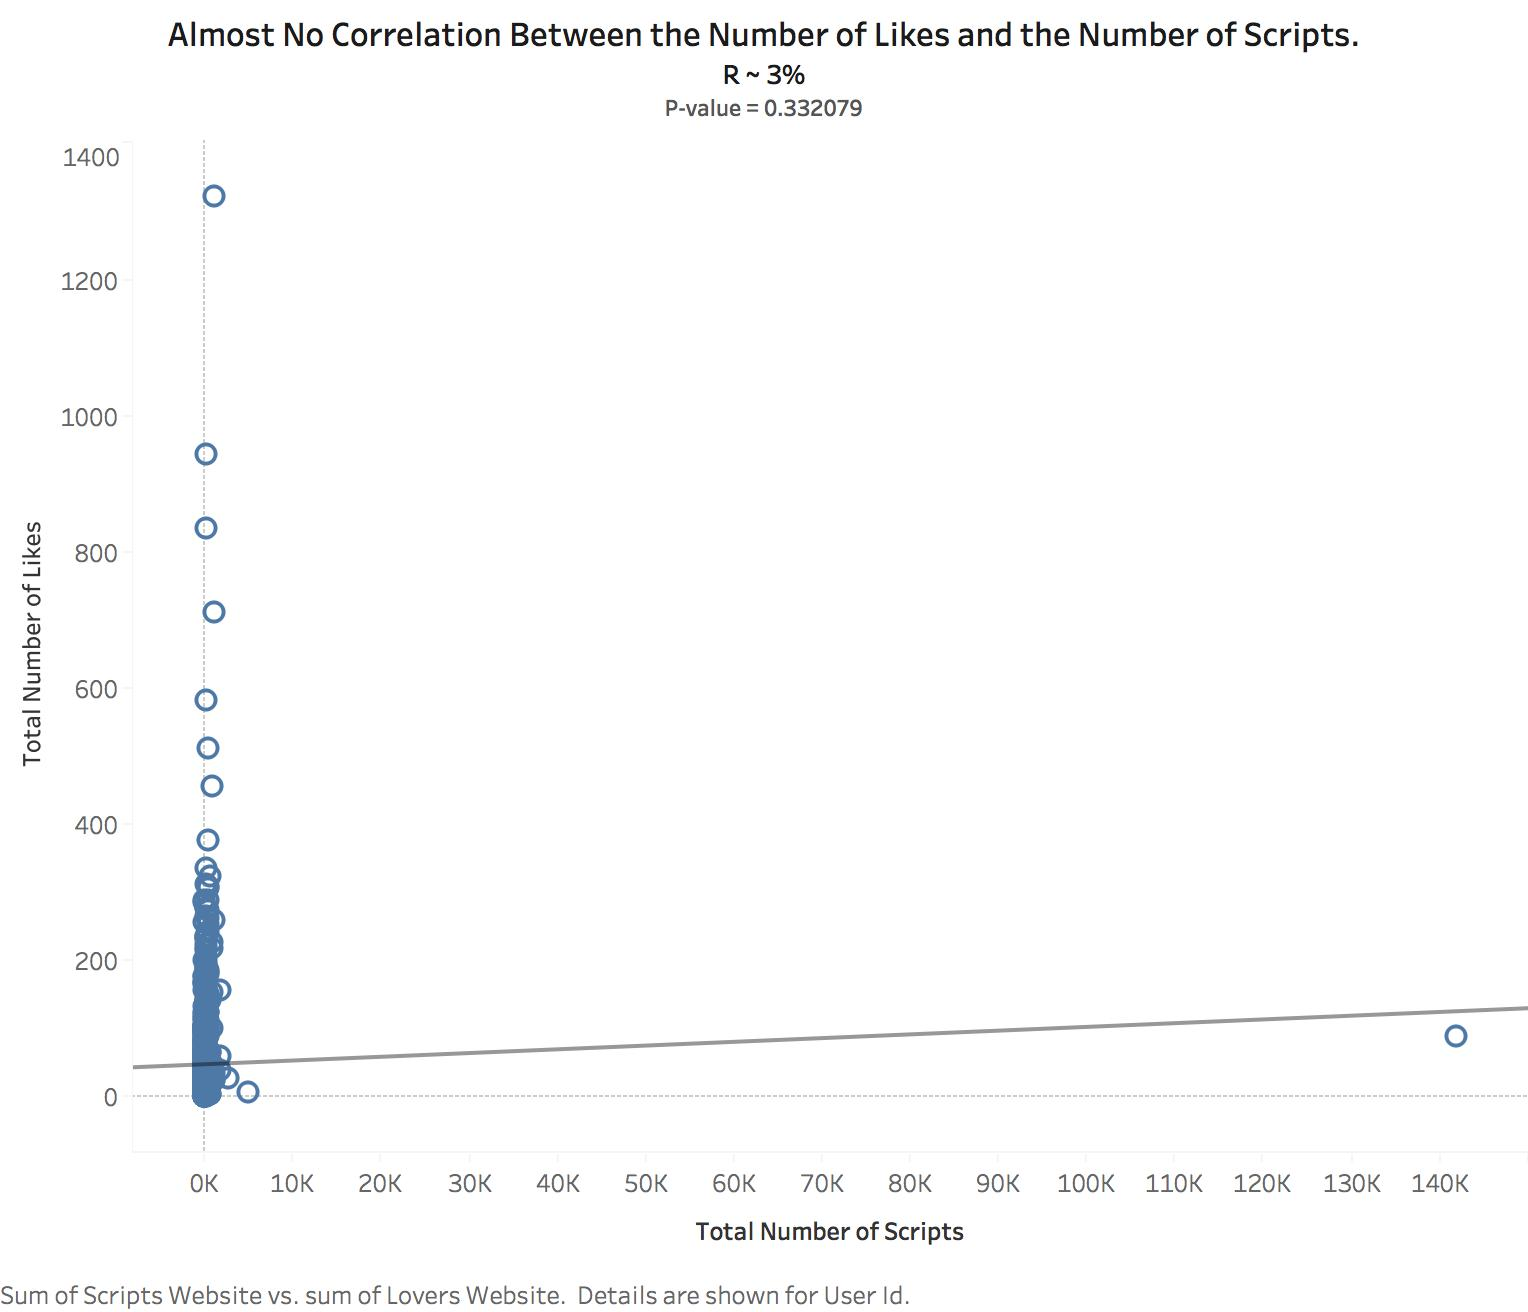 Almost No Correlation Between the Number of Likes and the Number of Scripts.
R ~ 3%
P-value = 0.332079
1400
1200
1000
800
600
400
200
0
Total Number of Likes
0K 10K 20K 30K 40K 50K 60K 70K 80K 90K 100K 110K 120K 130K 140K
Total Number of Scripts
Sum of Scripts Website vs. sum of Lovers Website.  Details are shown for User Id.